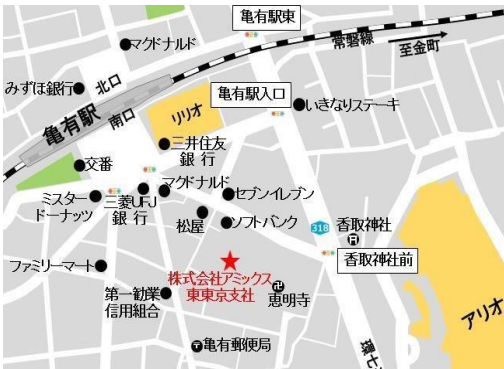 亀有駅東
マクドナルド
常磐線
至金町
みずほ銀行
北口
亀有駅
南口
リリオ
亀有駅入口
いきなりステーキ
三井住友
銀行
交番
ミスター
ドーナッツ
三菱UFJ
銀行
マクドナルド
セブンイレブン
松屋
ソフトバンク
318
香取神社
香取神社前
ファミリーマート
株式会社アミックス
東東京支社
第一勧業
信用組合
卍
恵明寺
アリオ
〒
亀有郵便局
環七